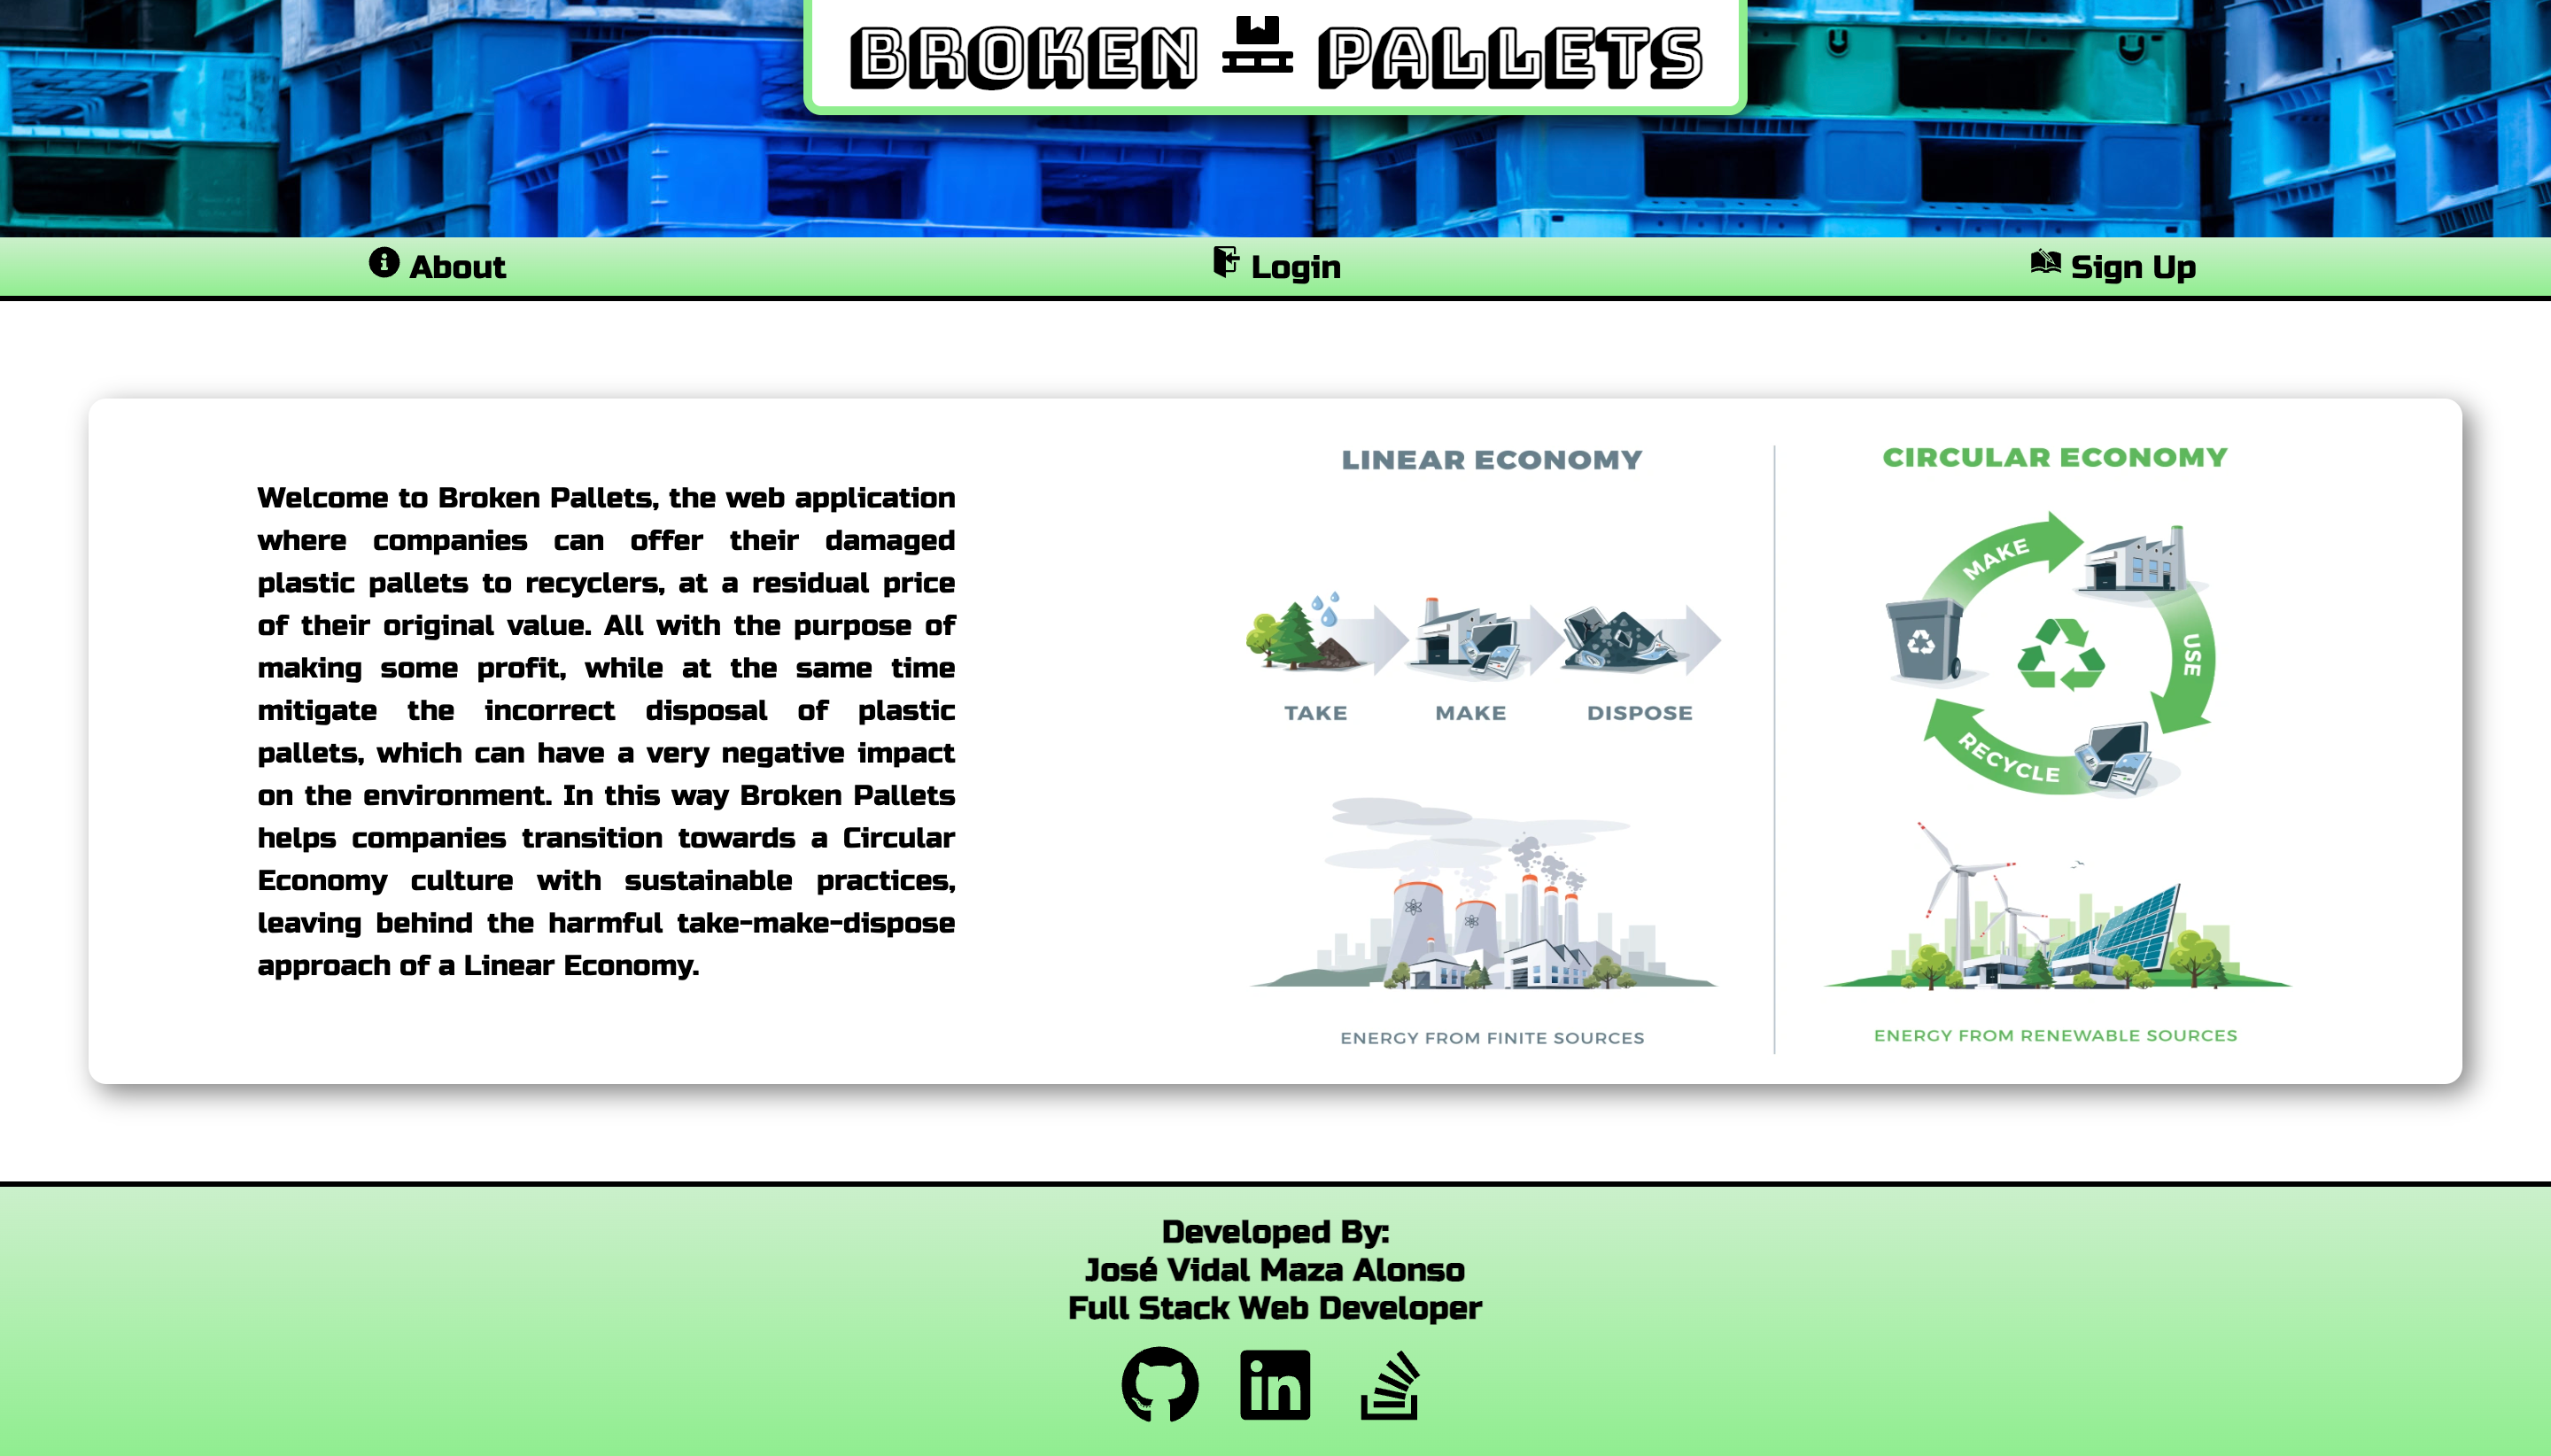 BROKEN PALLETS
About
Login
Sign Up
Welcome to Broken Pallets, the web application
where companies can offer their damaged
plastic pallets to recyclers, at a residual price
of their original value. All with the purpose of
making some profit, while at the same time
mitigate the incorrect disposal of plastic
pallets, which can have a very negative impact
on the environment. In this way Broken Pallets
helps companies transition towards a Circular
Economy culture with sustainable practices,
leaving behind the harmful take-make-dispose
approach of a Linear Economy.
LINEAR ECONOMY
TAKE
MAKE
DISPOSE
ENERGY FROM FINITE SOURCES
CIRCULAR ECONOMY
MAKE
USE
RECYCLE
ENERGY FROM RENEWABLE SOURCES
Developed By:
José Vidal Maza Alonso
Full Stack Web Developer
in